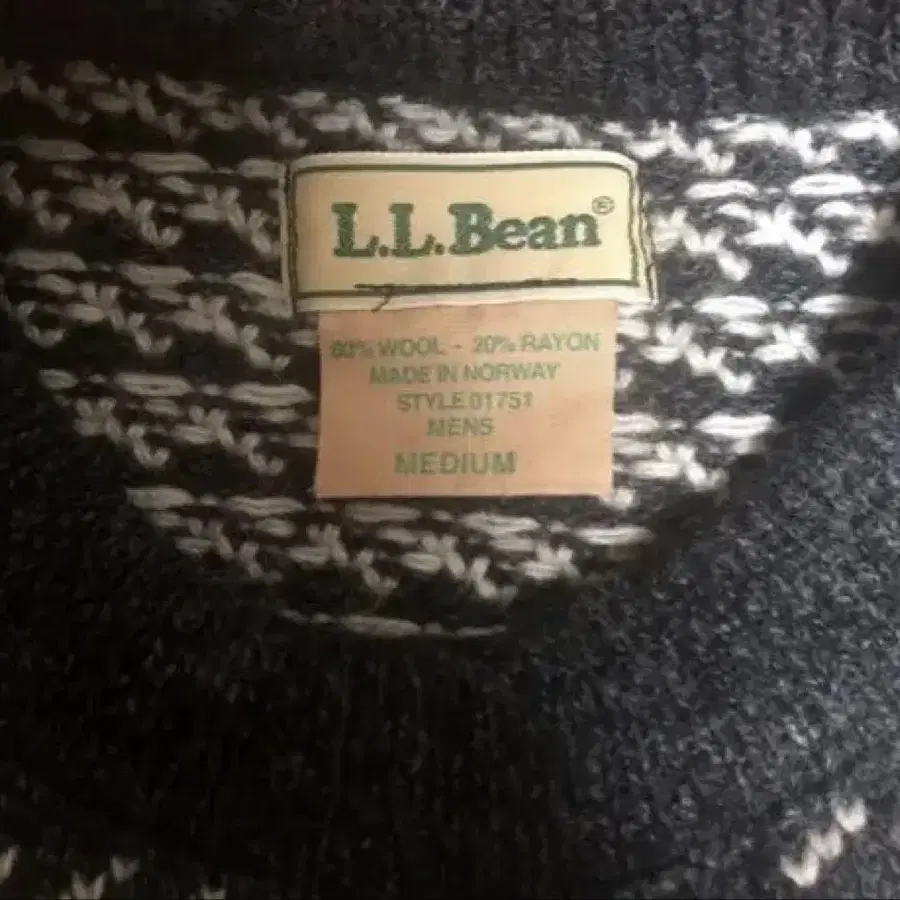 L.L.Bean®
80% WOOL - 20% RAYON
MADE IN NORWAY
STYLE 01751
MENS
MEDIUM